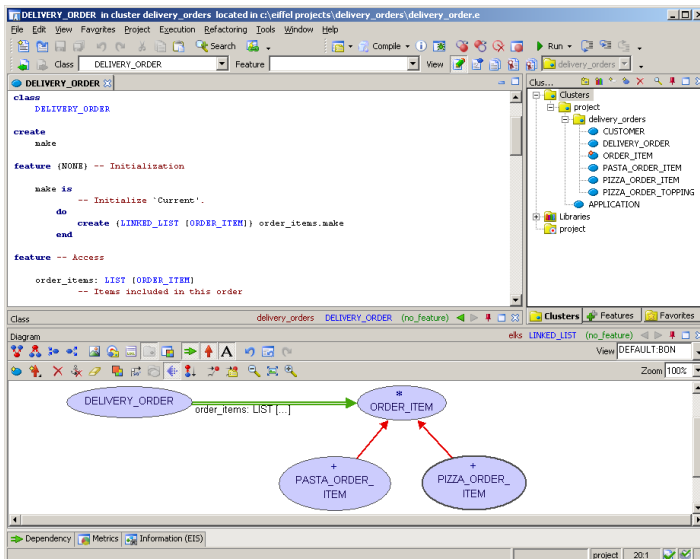 DELIVERY_ORDER in cluster delivery_orders located in c:\eiffel projects\delivery_orders\delivery_order.e
File Edit View Favorites Project Execution Refactoring Tools Window Help
Search Compile Run
Class DELIVERY_ORDER Feature View delivery_orders
DELIVERY_ORDER
class
DELIVERY_ORDER
create
make
feature {NONE} -- Initialization
make is
-- Initialize `Current'.
do
create {LINKED_LIST [ORDER_ITEM]} order_items.make
end
feature -- Access
order_items: LIST [ORDER_ITEM]
-- Items included in this order
Class delivery_orders DELIVERY_ORDER (no_feature)
Clus...
Clusters
project
delivery_orders
CUSTOMER
DELIVERY_ORDER
ORDER_ITEM
PASTA_ORDER_ITEM
PIZZA_ORDER_ITEM
PIZZA_ORDER_TOPPING
APPLICATION
Libraries
project
Clusters Features Favorites
Diagram elks LINKED_LIST (no_feature)
A View DEFAULT:BON
Zoom 100%
DELIVERY_ORDER
order_items: LIST [...]
*
ORDER_ITEM
+
PASTA_ORDER_
ITEM
+
PIZZA_ORDER_
ITEM
Dependency Metrics Information (EIS)
project 20:1